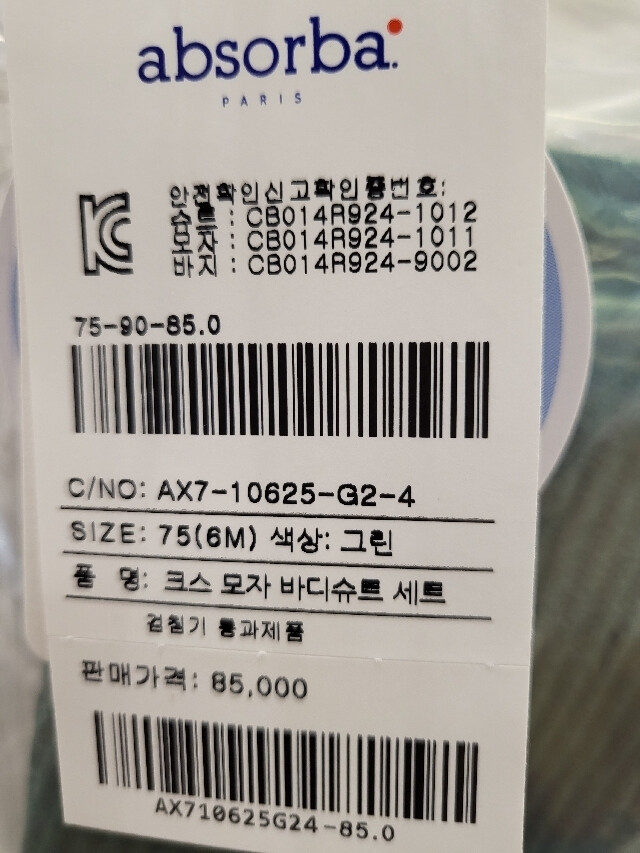 absorba.
PARIS
안전확인신고확인증번호:
슈트 : CB014R924-1012
모자 : CB014R924-1011
바지 : CB014R924-9002
75-90-85.0
C/NO: AX7-10625-G2-4
SIZE: 75(6M) 색상: 그린
품 명: 크스 모자 바디슈트 세트
검침기 통과제품
판매가격: 85,000
AX710625G24-85.0